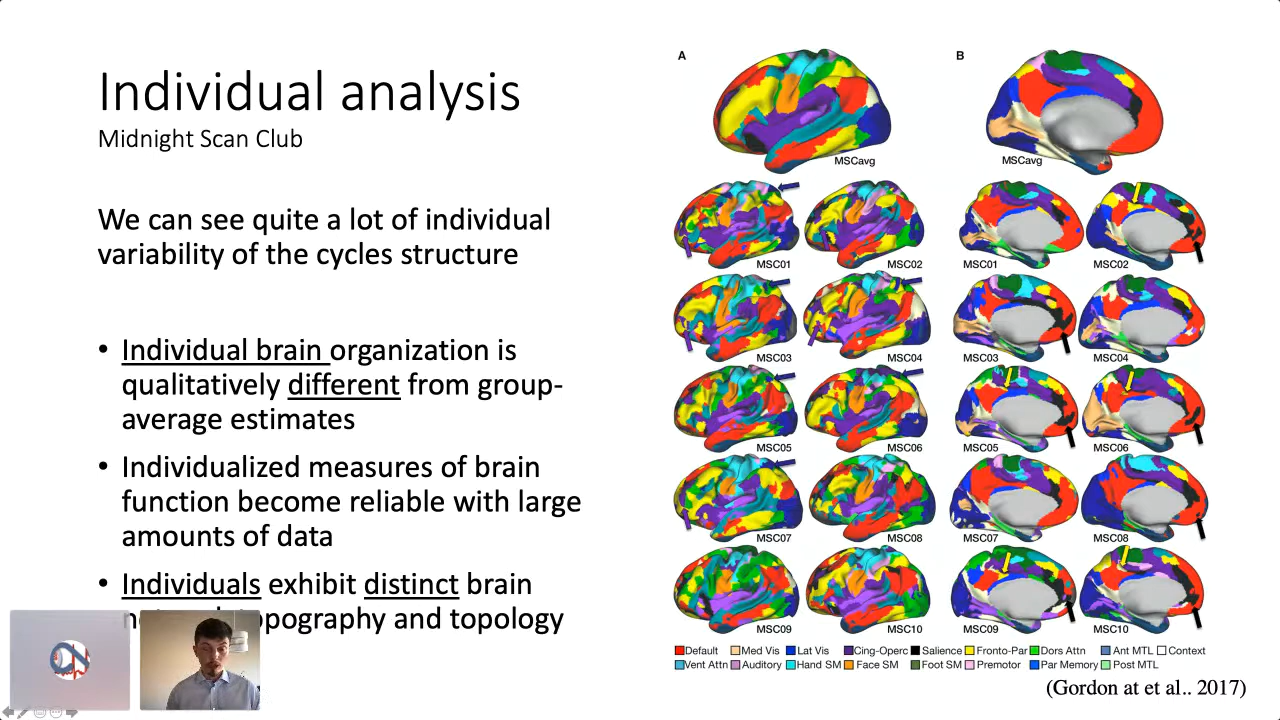 Individual analysis
Midnight Scan Club
We can see quite a lot of individual
variability of the cycles structure
• Individual brain organization is
qualitatively different from group-
average estimates
• Individualized measures of brain
function become reliable with large
amounts of data
• Individuals exhibit distinct brain
topography and topology
A
B
MSCavg
MSCavg
MSC01
MSC02
MSC01
MSC02
MSC03
MSC04
MSC03
MSC04
MSC05
MSC06
MSC05
MSC06
MSC07
MSC08
MSC07
MSC08
MSC09
MSC10
MSC09
MSC10
Default Med Vis Lat Vis Cing-Operc Salience Fronto-Par Dors Attn Ant MTL Context
Vent Attn Auditory Hand SM Face SM Foot SM Premotor Par Memory Post MTL
(Gordon at et al.. 2017)